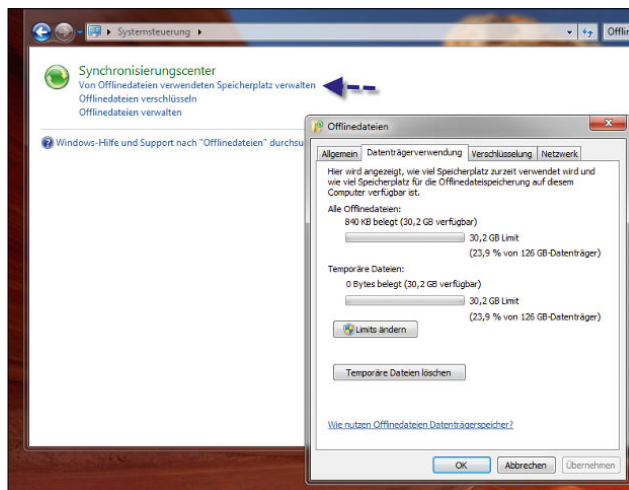 Systemsteuerung
Offlin
Synchronisierungscenter
Von Offlinedateien verwendeten Speicherplatz verwalten
Offlinedateien verschlüsseln
Offlinedateien verwalten
Windows-Hilfe und Support nach "Offlinedateien" durchsu
Offlinedateien
Allgemein Datenträgerverwendung Verschlüsselung Netzwerk
Hier wird angezeigt, wie viel Speicherplatz zurzeit verwendet wird und
wie viel Speicherplatz für die Offlinedateispeicherung auf diesem
Computer verfügbar ist.
Alle Offlinedateien:
840 KB belegt (30,2 GB verfügbar)
30,2 GB Limit
(23,9 % von 126 GB-Datenträger)
Temporäre Dateien:
0 Bytes belegt (30,2 GB verfügbar)
30,2 GB Limit
(23,9 % von 126 GB-Datenträger)
Limits ändern
Temporäre Dateien löschen
Wie nutzen Offlinedateien Datenträgerspeicher?
OK Abbrechen Übernehmen